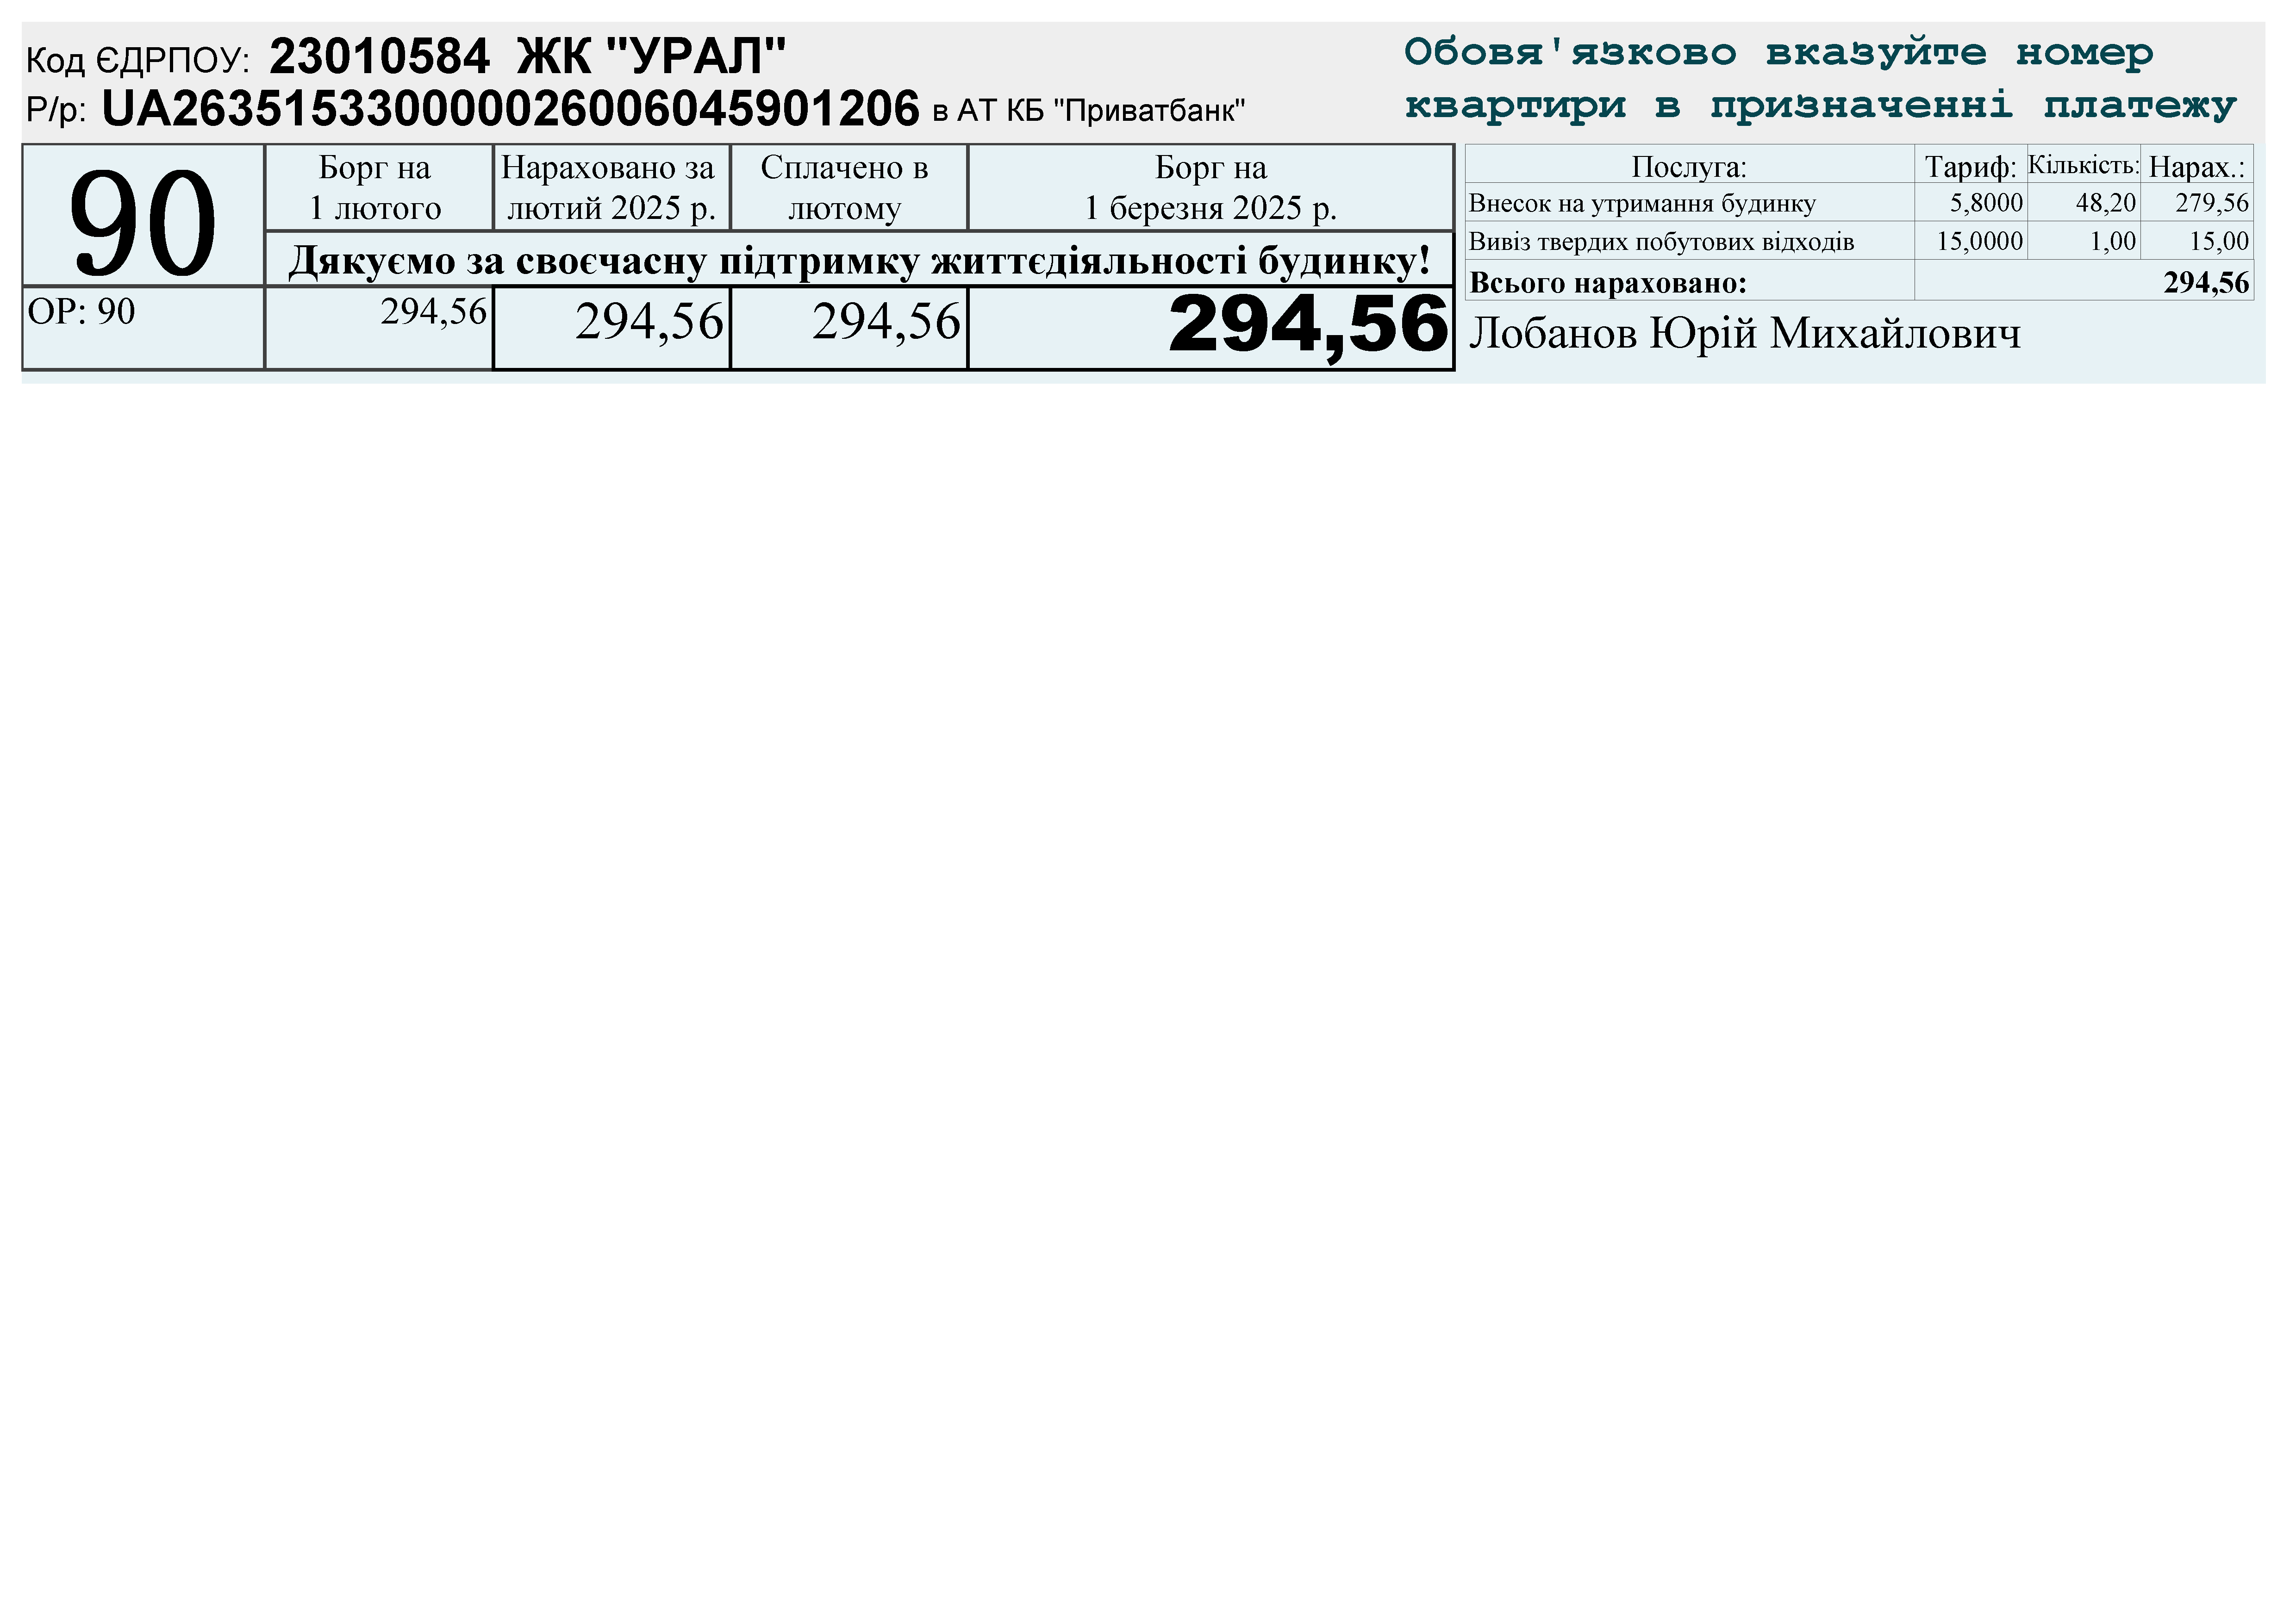 Код ЄДРПОУ: 23010584 ЖК "УРАЛ"
Р/р: UA263515330000026006045901206 в АТ КБ "Приватбанк"
Обовя'язково вказуйте номер
квартири в призначенні платежу
90
Борг на
1 лютого
Нараховано за
лютий 2025 р.
Сплачено в
лютому
Борг на
1 березня 2025 р.
Дякуємо за своєчасну підтримку життєдіяльності будинку!
ОР: 90 294,56 294,56 294,56 294,56
Послуга: Тариф: Кількість: Нарах.:
Внесок на утримання будинку 5,8000 48,20 279,56
Вивіз твердих побутових відходів 15,0000 1,00 15,00
Всього нараховано: 294,56
Лобанов Юрій Михайлович